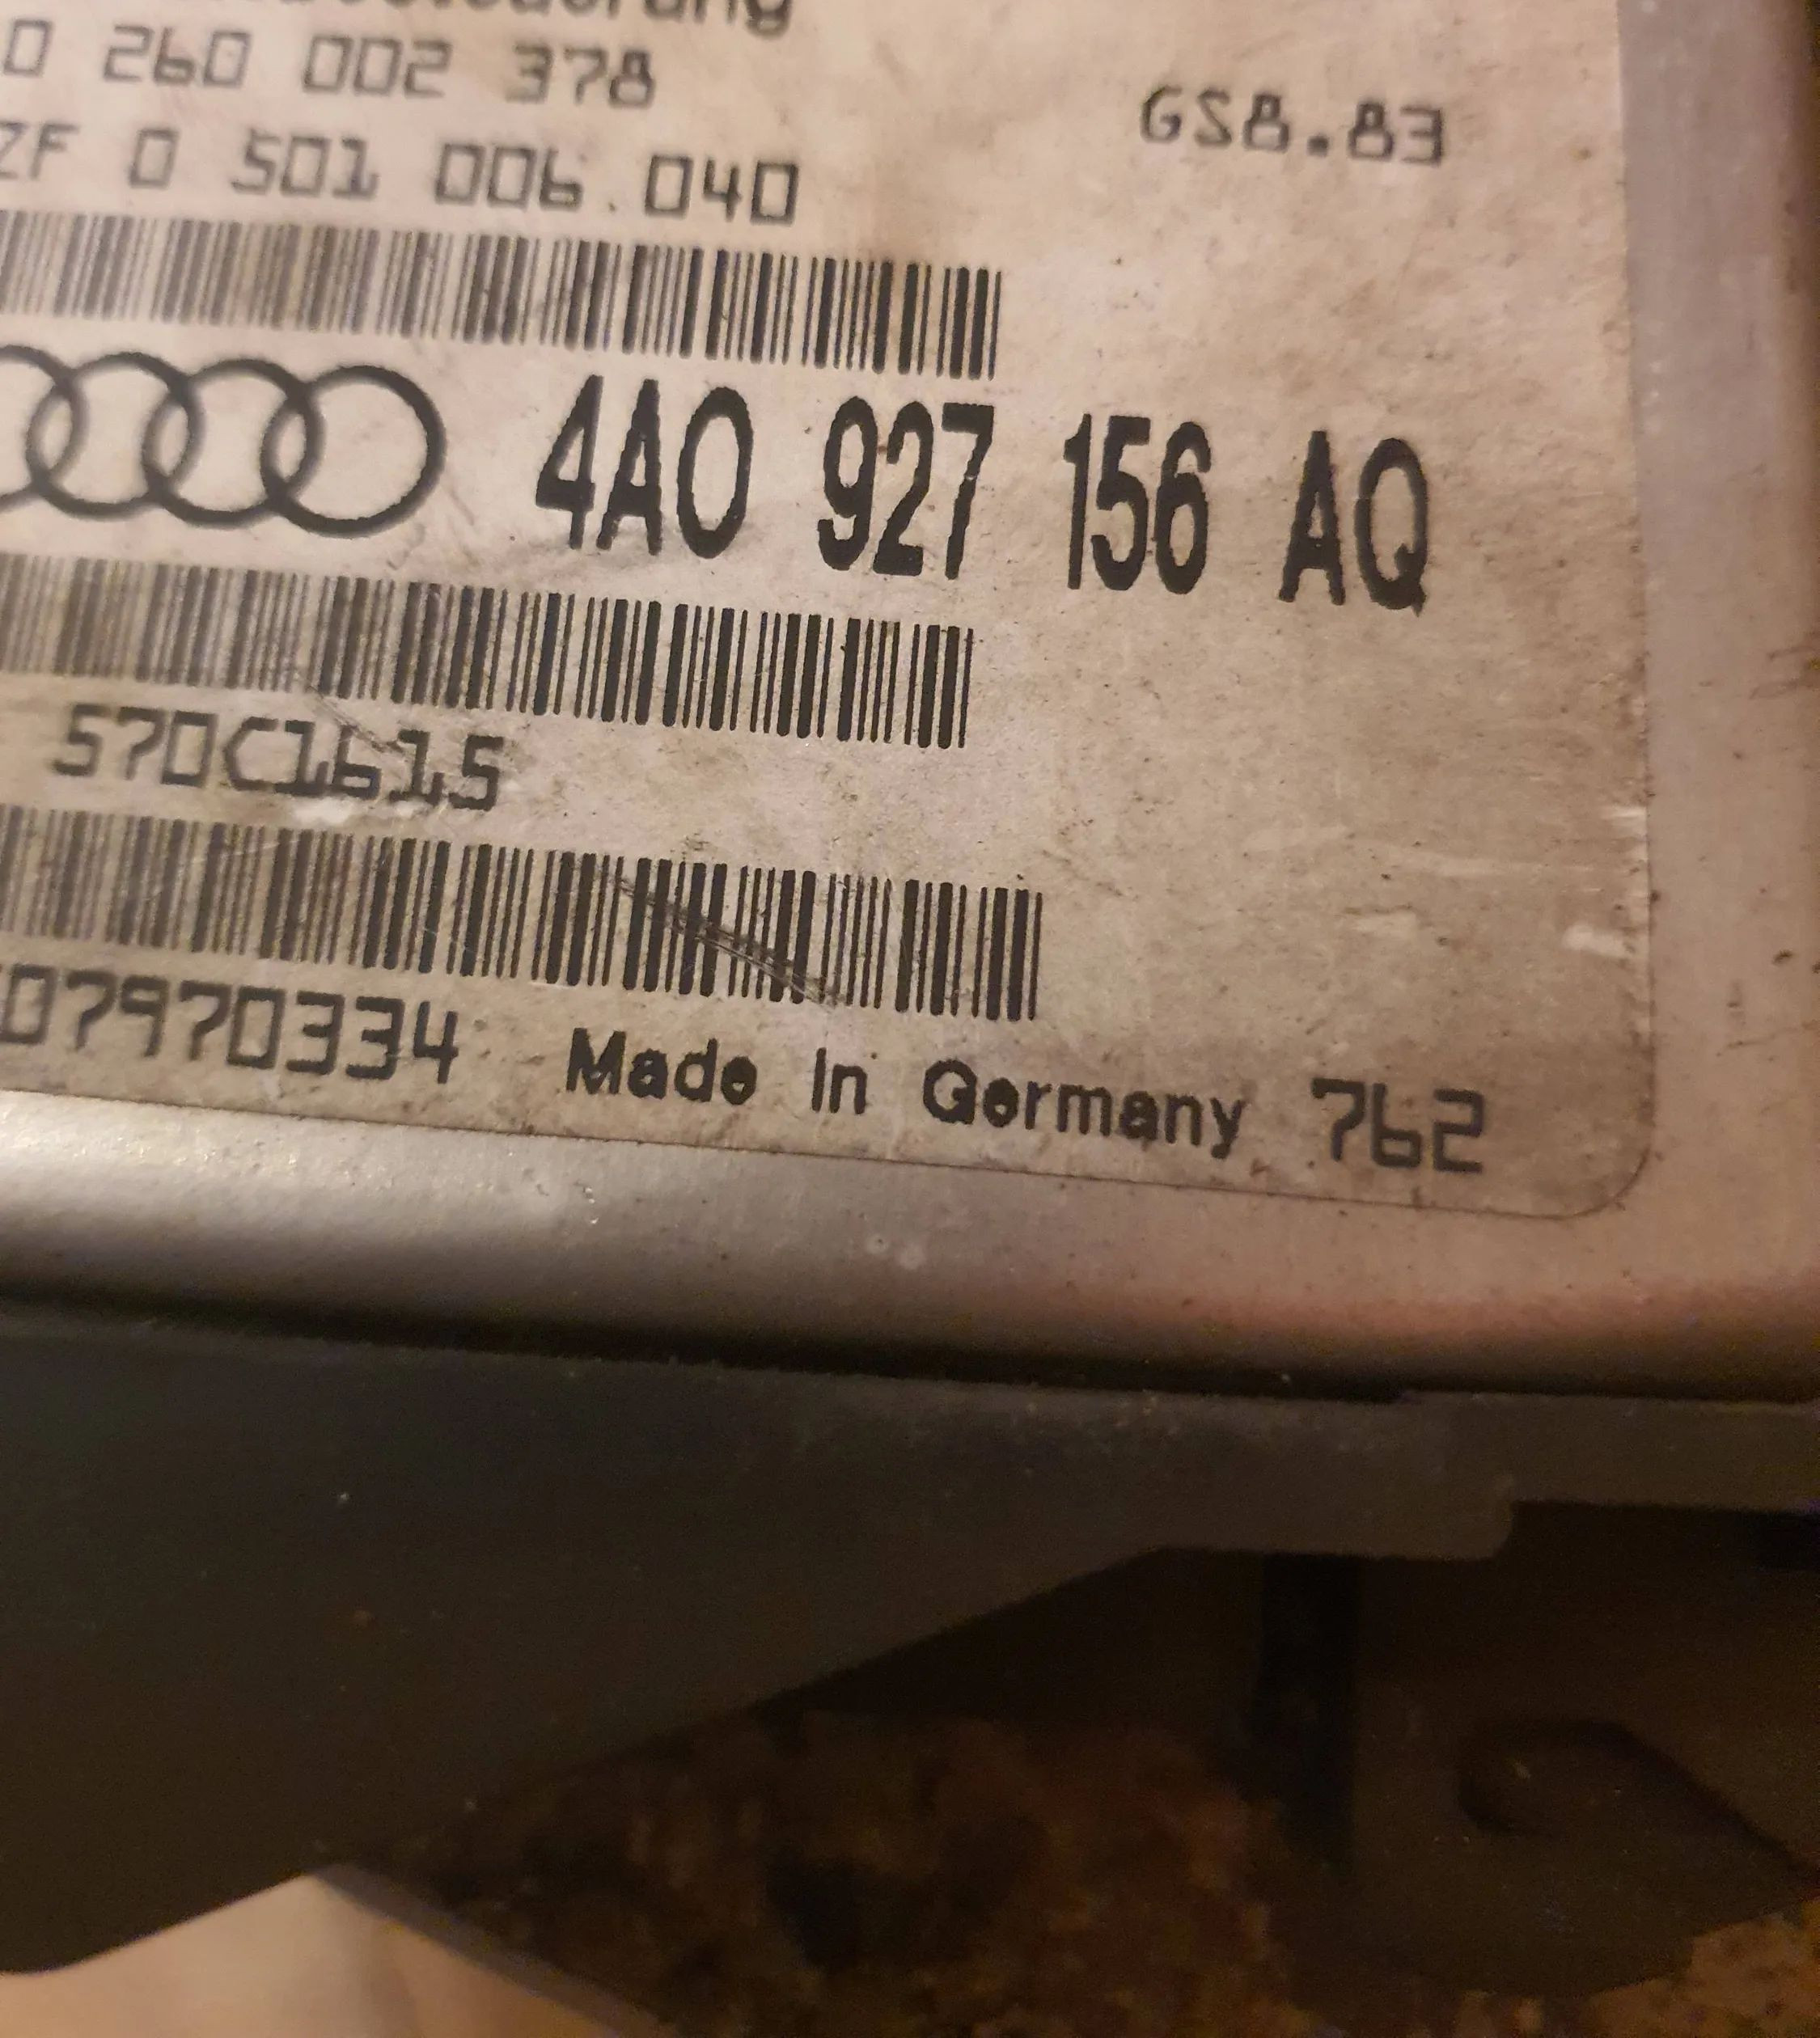 0 260 002 378
GS8.83
ZF 0 501 006.040
4A0 927 156 AQ
570C1615
07970334 Made In Germany 762